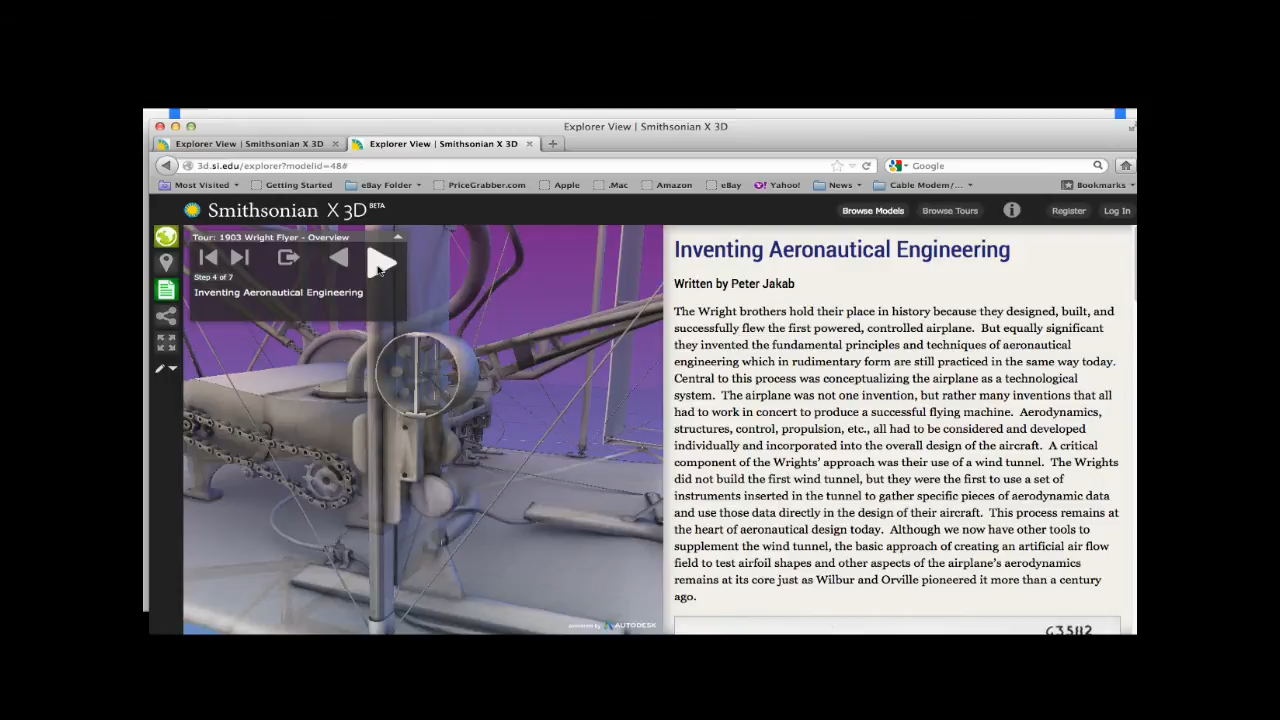 Explorer View | Smithsonian X 3D
Explorer View | Smithsonian X 3D
Explorer View | Smithsonian X 3D
3d.si.edu/explorer?modelid=48#
Google
Most Visited
Getting Started
eBay Folder
PriceGrabber.com
Apple
.Mac
Amazon
eBay
Yahoo!
News
Cable Modem/...
Bookmarks
Smithsonian X 3D BETA
Browse Models
Browse Tours
Register
Log In
Tour: 1903 Wright Flyer - Overview
Step 4 of 7
Inventing Aeronautical Engineering
powered by AUTODESK
Inventing Aeronautical Engineering
Written by Peter Jakab
The Wright brothers hold their place in history because they designed, built, and
successfully flew the first powered, controlled airplane. But equally significant
they invented the fundamental principles and techniques of aeronautical
engineering which in rudimentary form are still practiced in the same way today.
Central to this process was conceptualizing the airplane as a technological
system. The airplane was not one invention, but rather many inventions that all
had to work in concert to produce a successful flying machine. Aerodynamics,
structures, control, propulsion, etc., all had to be considered and developed
individually and incorporated into the overall design of the aircraft. A critical
component of the Wrights' approach was their use of a wind tunnel. The Wrights
did not build the first wind tunnel, but they were the first to use a set of
instruments inserted in the tunnel to gather specific pieces of aerodynamic data
and use those data directly in the design of their aircraft. This process remains at
the heart of aeronautical design today. Although we now have other tools to
supplement the wind tunnel, the basic approach of creating an artificial air flow
field to test airfoil shapes and other aspects of the airplane's aerodynamics
remains at its core just as Wilbur and Orville pioneered it more than a century
ago.